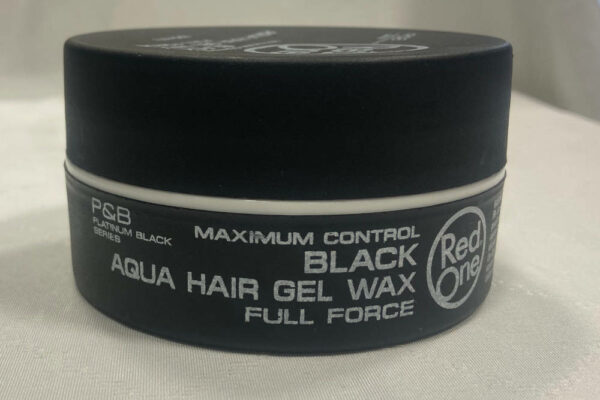 P&B
PLATINUM BLACK
SERIES
MAXIMUM CONTROL
BLACK
AQUA HAIR GEL WAX
FULL FORCE
Red
One